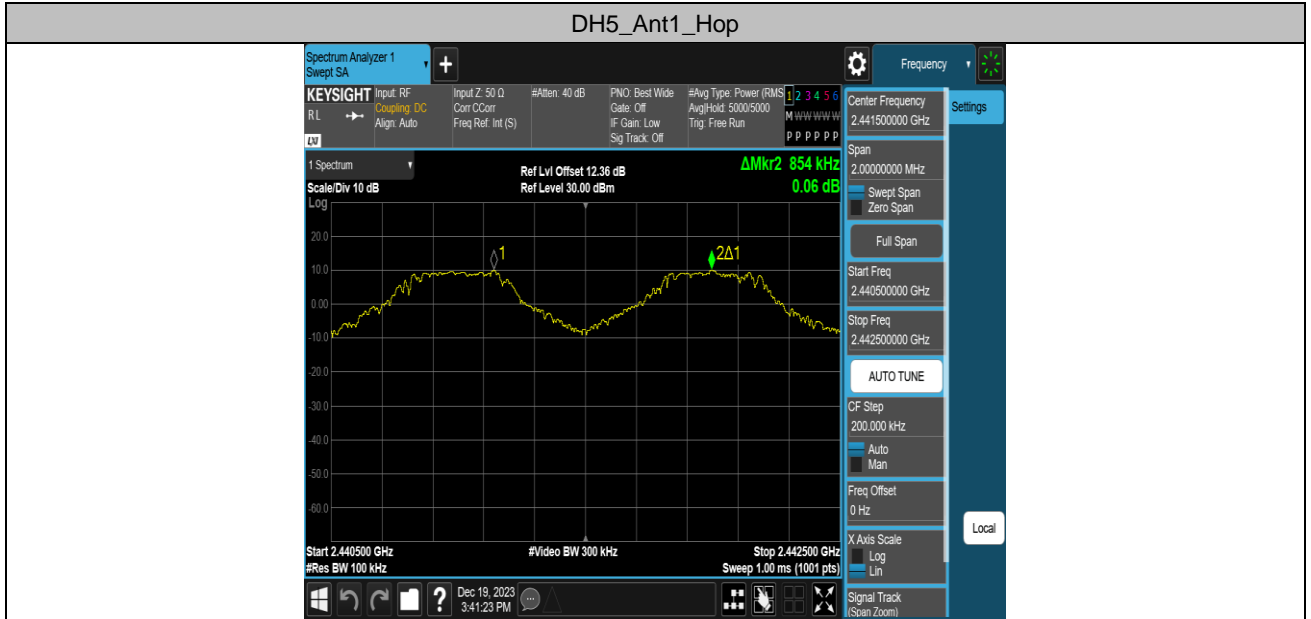 DH5_Ant1_Hop
Spectrum Analyzer 1
Swept SA
+
Frequency
KEYSIGHT
RL
LXI
Input: RF
Coupling: DC
Align: Auto
Input Z: 50 Ω
Corr CCorr
Freq Ref: Int (S)
#Atten: 40 dB
PNO: Best Wide
Gate: Off
IF Gain: Low
Sig Track: Off
#Avg Type: Power (RMS
Avg|Hold: 5000/5000
Trig: Free Run
1 2 3 4 5 6
M W W W W W
P P P P P P
1 Spectrum
Scale/Div 10 dB
Ref Lvl Offset 12.36 dB
Ref Level 30.00 dBm
ΔMkr2 854 kHz
0.06 dB
Log
20.0
10.0
0.00
-10.0
-20.0
-30.0
-40.0
-50.0
-60.0
1
2Δ1
Start 2.440500 GHz
#Res BW 100 kHz
#Video BW 300 kHz
Stop 2.442500 GHz
Sweep 1.00 ms (1001 pts)
Center Frequency
2.441500000 GHz
Settings
Span
2.00000000 MHz
Swept Span
Zero Span
Full Span
Start Freq
2.440500000 GHz
Stop Freq
2.442500000 GHz
AUTO TUNE
CF Step
200.000 kHz
Auto
Man
Freq Offset
0 Hz
Local
X Axis Scale
Log
Lin
Signal Track
(Span Zoom)
?
Dec 19, 2023
3:41:23 PM